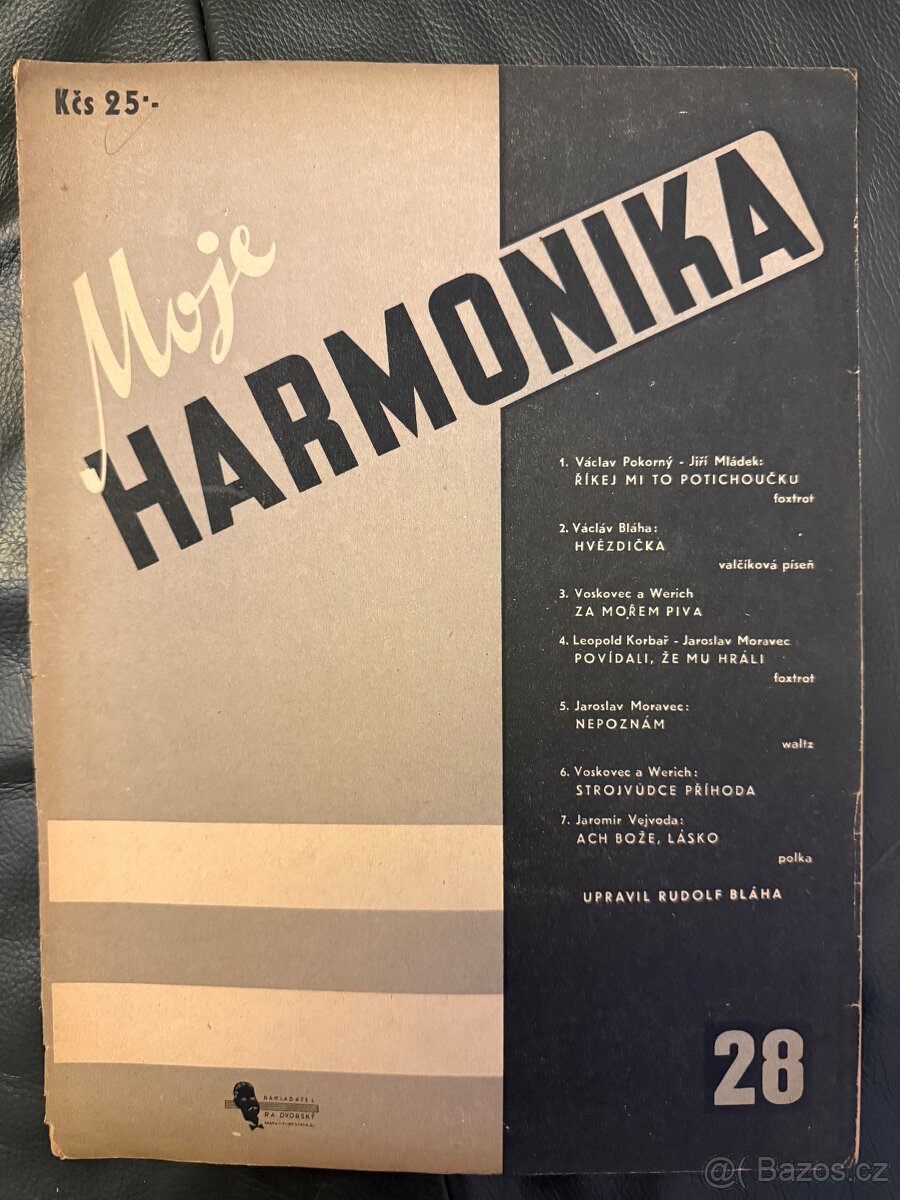 Kčs 25·-
Moje
HARMONIKA
1. Václav Pokorný - Jiří Mládek:
ŘÍKEJ MI TO POTICHOUČKU
foxtrot
2. Václáv Bláha:
HVĚZDIČKA
valčíková píseň
3. Voskovec a Werich
ZA MOŘEM PIVA
4. Leopold Korbař - Jaroslav Moravec
POVÍDALI, ŽE MU HRÁLI
foxtrot
5. Jaroslav Moravec:
NEPOZNÁM
waltz
6. Voskovec a Werich:
STROJVŮDCE PŘÍHODA
7. Jaromír Vejvoda:
ACH BOŽE, LÁSKO
polka
UPRAVIL RUDOLF BLÁHA
28
NAKLADATEL
R.A. DVORSKÝ
Bazos.cz